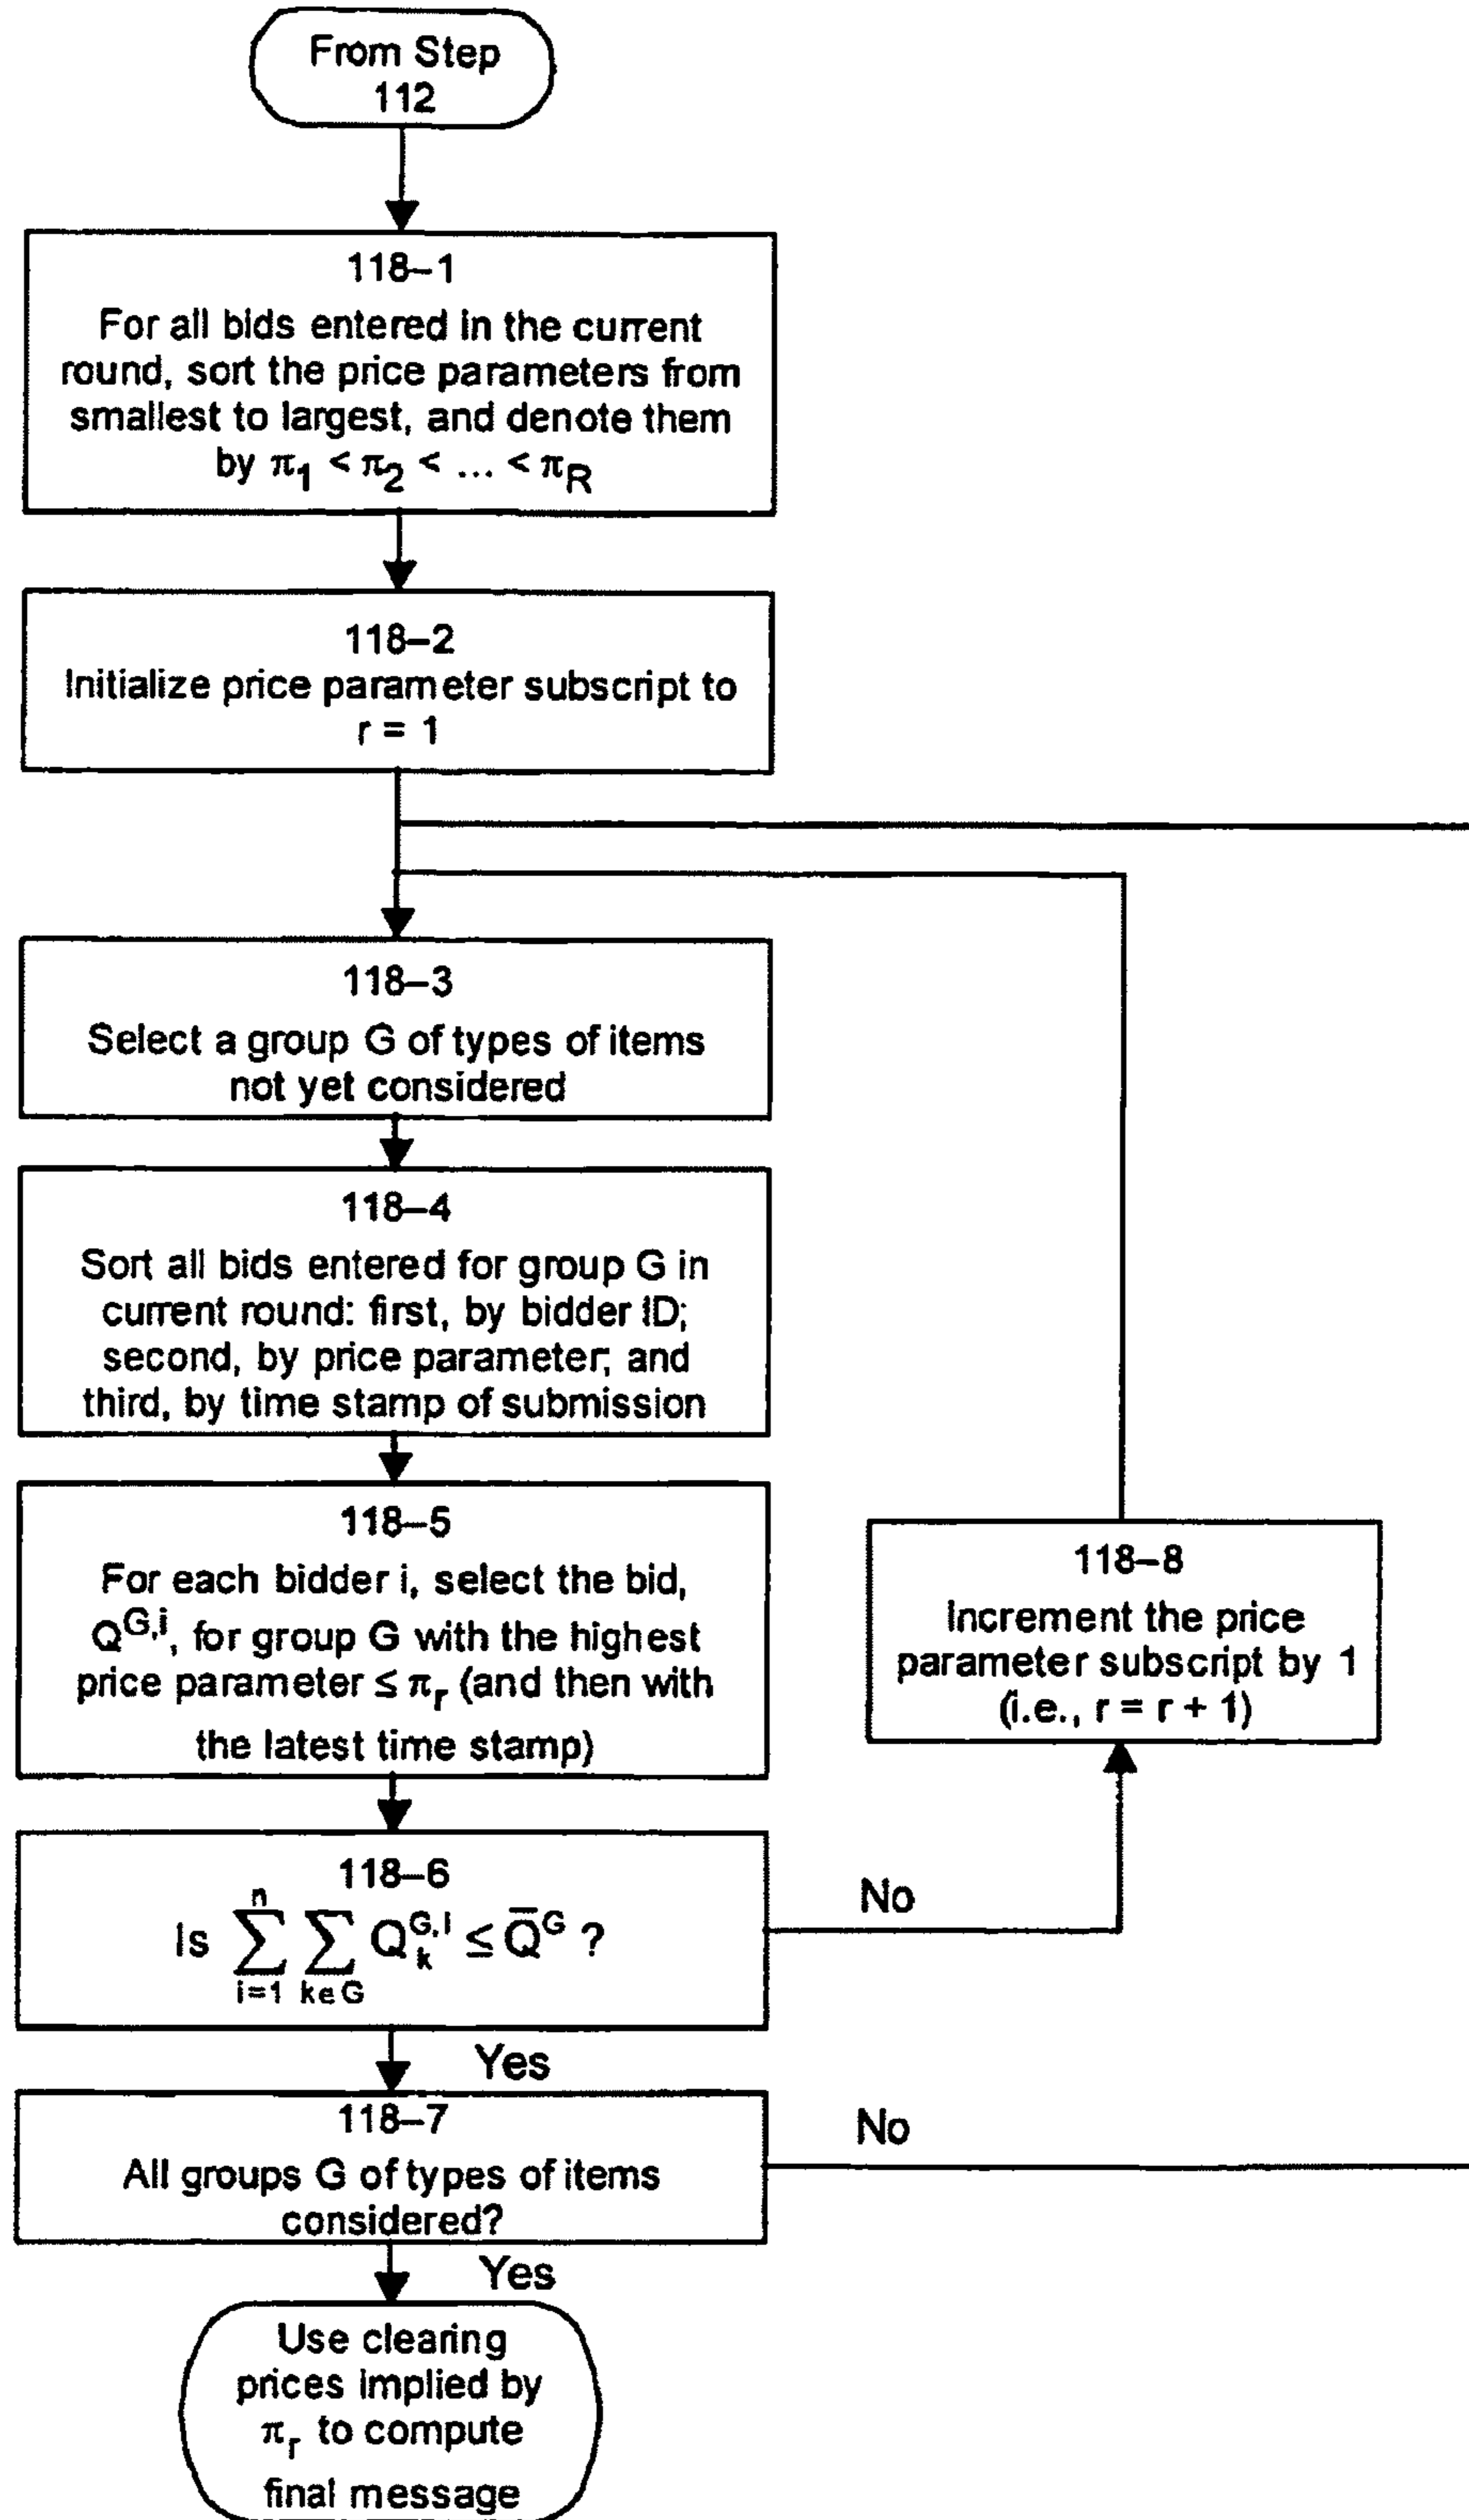 From Step
112
118–1
For all bids entered in the current
round, sort the price parameters from
smallest to largest, and denote them
by π1 < π2 < ... < πR
118–2
Initialize price parameter subscript to
r = 1
118–3
Select a group G of types of items
not yet considered
118–4
Sort all bids entered for group G in
current round: first, by bidder ID;
second, by price parameter; and
third, by time stamp of submission
118–5
For each bidder i, select the bid,
Q^G,i, for group G with the highest
price parameter ≤ πr (and then with
the latest time stamp)
118–8
Increment the price
parameter subscript by 1
(i.e., r = r + 1)
118–6
Is ∑_{i=1}^{n} ∑_{k∈G} Q_k^{G,i} ≤ Q̅^G ?
No
Yes
118–7
All groups G of types of items
considered?
No
Yes
Use clearing
prices implied by
πr to compute
final message